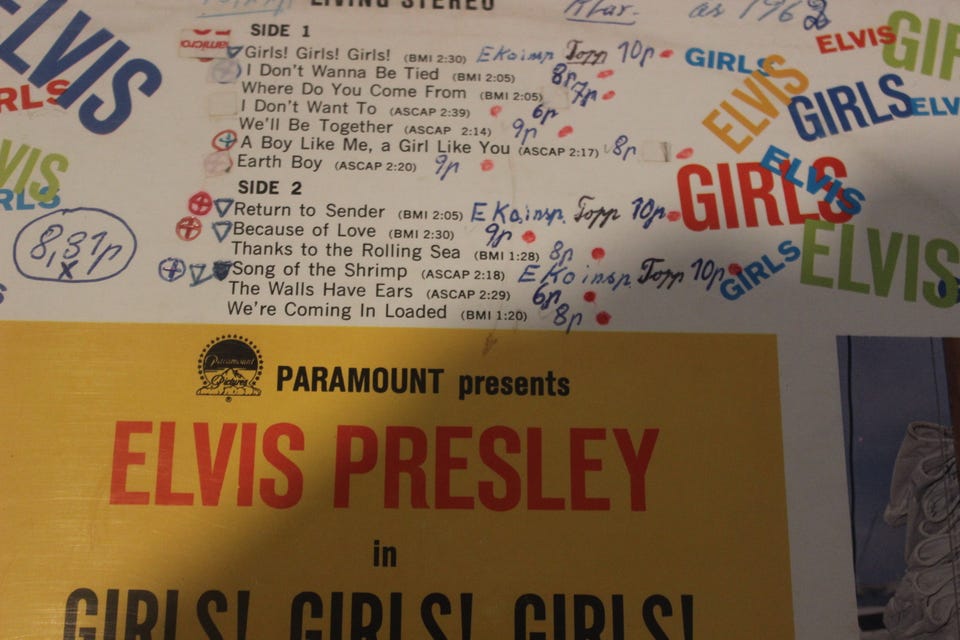 LIVING STEREO
Klar. as 1962
SIDE 1
Girls! Girls! Girls! (BMI 2:30) EKoinsp Topp 10p
I Don't Wanna Be Tied (BMI 2:05) 8p
Where Do You Come From (BMI 2:05) 7p
I Don't Want To (ASCAP 2:39) 6p
We'll Be Together (ASCAP 2:14) 9p
A Boy Like Me, a Girl Like You (ASCAP 2:17) 8p
Earth Boy (ASCAP 2:20) 9p
SIDE 2
Return to Sender (BMI 2:05) EKoinsp. Topp 10p
Because of Love (BMI 2:30) 9p
Thanks to the Rolling Sea (BMI 1:28) 8p
Song of the Shrimp (ASCAP 2:18) EKoinsp Topp 10p
The Walls Have Ears (ASCAP 2:29) 6p
We're Coming In Loaded (BMI 1:20) 8p
8,31p
x
ELVIS
GIRLS
ELVIS
GIRLS
ELVIS
GIRLS
ELVIS
GIRLS
ELVIS
GIRLS
ELVIS
Paramount
Pictures
PARAMOUNT presents
ELVIS PRESLEY
in
GIRLS! GIRLS! GIRLS!